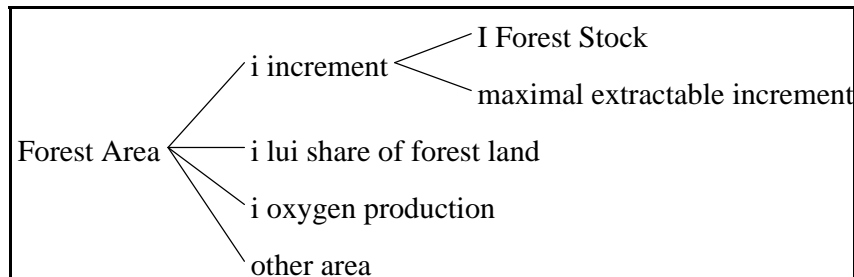 I Forest Stock
i increment
maximal extractable increment
Forest Area
i lui share of forest land
i oxygen production
other area